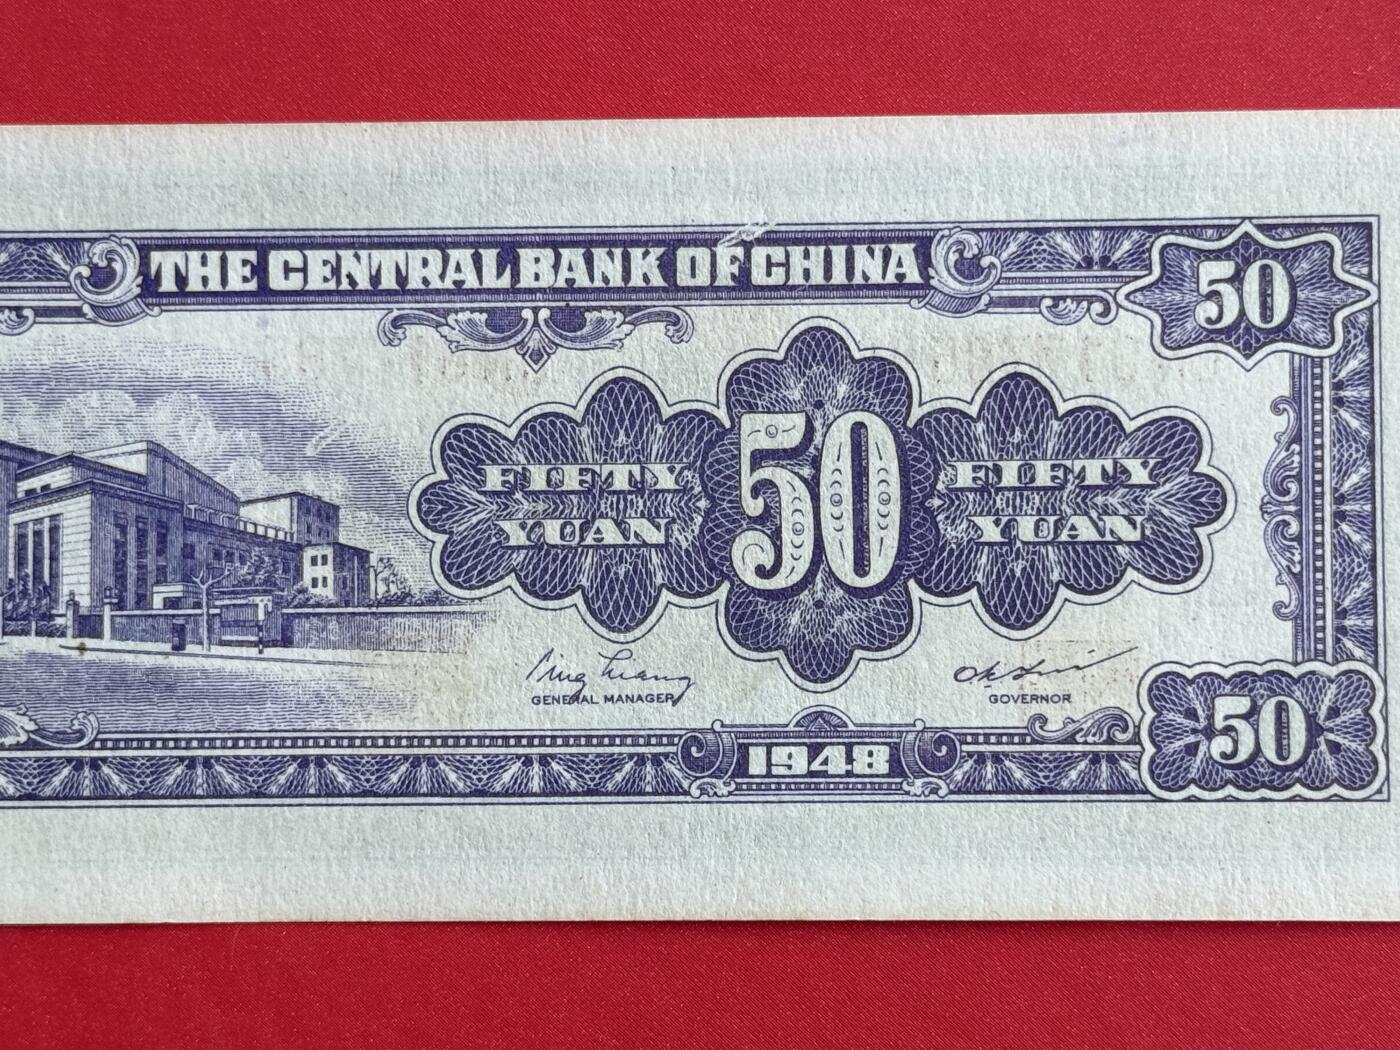 THE CENTRAL BANK OF CHINA
50
FIFTY
YUAN
50
FIFTY
YUAN
GENERAL MANAGER
GOVERNOR
1948
50